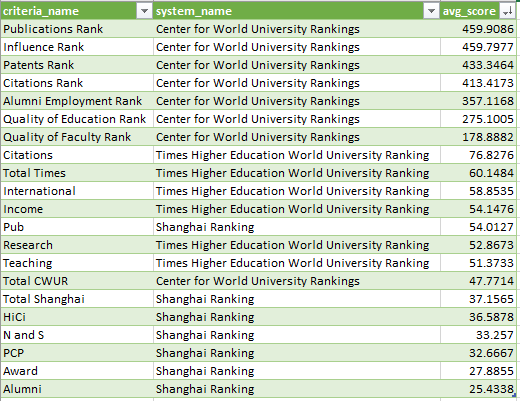 criteria_name system_name avg_score
Publications Rank Center for World University Rankings 459.9086
Influence Rank Center for World University Rankings 459.7977
Patents Rank Center for World University Rankings 433.3464
Citations Rank Center for World University Rankings 413.4173
Alumni Employment Rank Center for World University Rankings 357.1168
Quality of Education Rank Center for World University Rankings 275.1005
Quality of Faculty Rank Center for World University Rankings 178.8882
Citations Times Higher Education World University Ranking 76.8276
Total Times Times Higher Education World University Ranking 60.1484
International Times Higher Education World University Ranking 58.8535
Income Times Higher Education World University Ranking 54.1476
Pub Shanghai Ranking 54.0127
Research Times Higher Education World University Ranking 52.8673
Teaching Times Higher Education World University Ranking 51.3733
Total CWUR Center for World University Rankings 47.7714
Total Shanghai Shanghai Ranking 37.1565
HiCi Shanghai Ranking 36.5878
N and S Shanghai Ranking 33.257
PCP Shanghai Ranking 32.6667
Award Shanghai Ranking 27.8855
Alumni Shanghai Ranking 25.4338